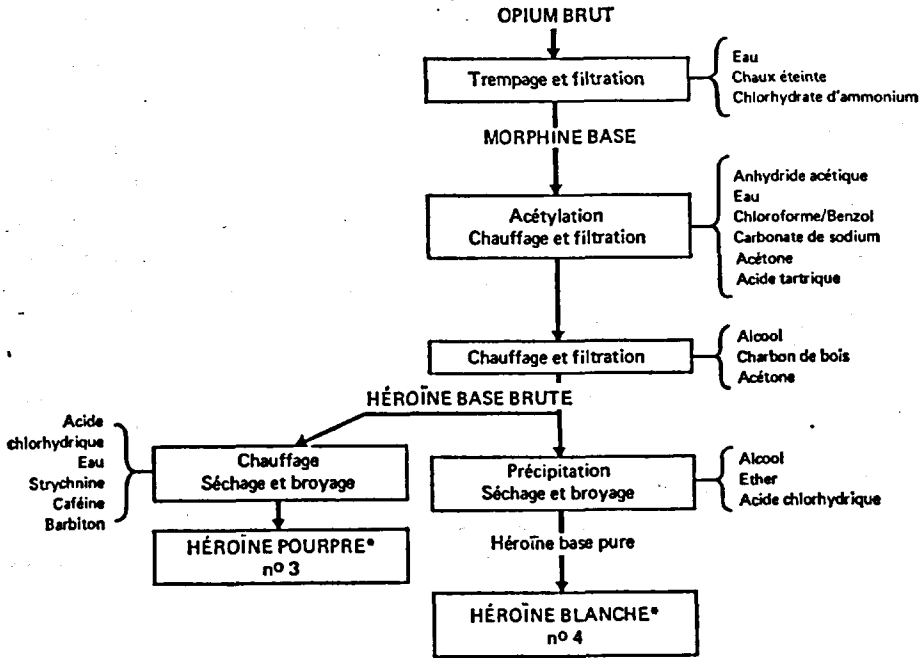 OPIUM BRUT
Trempage et filtration
Eau
Chaux éteinte
Chlorhydrate d'ammonium
MORPHINE BASE
Acétylation
Chauffage et filtration
Anhydride acétique
Eau
Chloroforme/Benzol
Carbonate de sodium
Acétone
Acide tartrique
Chauffage et filtration
Alcool
Charbon de bois
Acétone
HÉROÏNE BASE BRUTE
Acide
chlorhydrique
Eau
Strychnine
Caféine
Barbiton
Chauffage
Séchage et broyage
Précipitation
Séchage et broyage
Alcool
Ether
Acide chlorhydrique
HÉROÏNE POURPRE*
nº 3
Héroïne base pure
HÉROÏNE BLANCHE*
nº 4